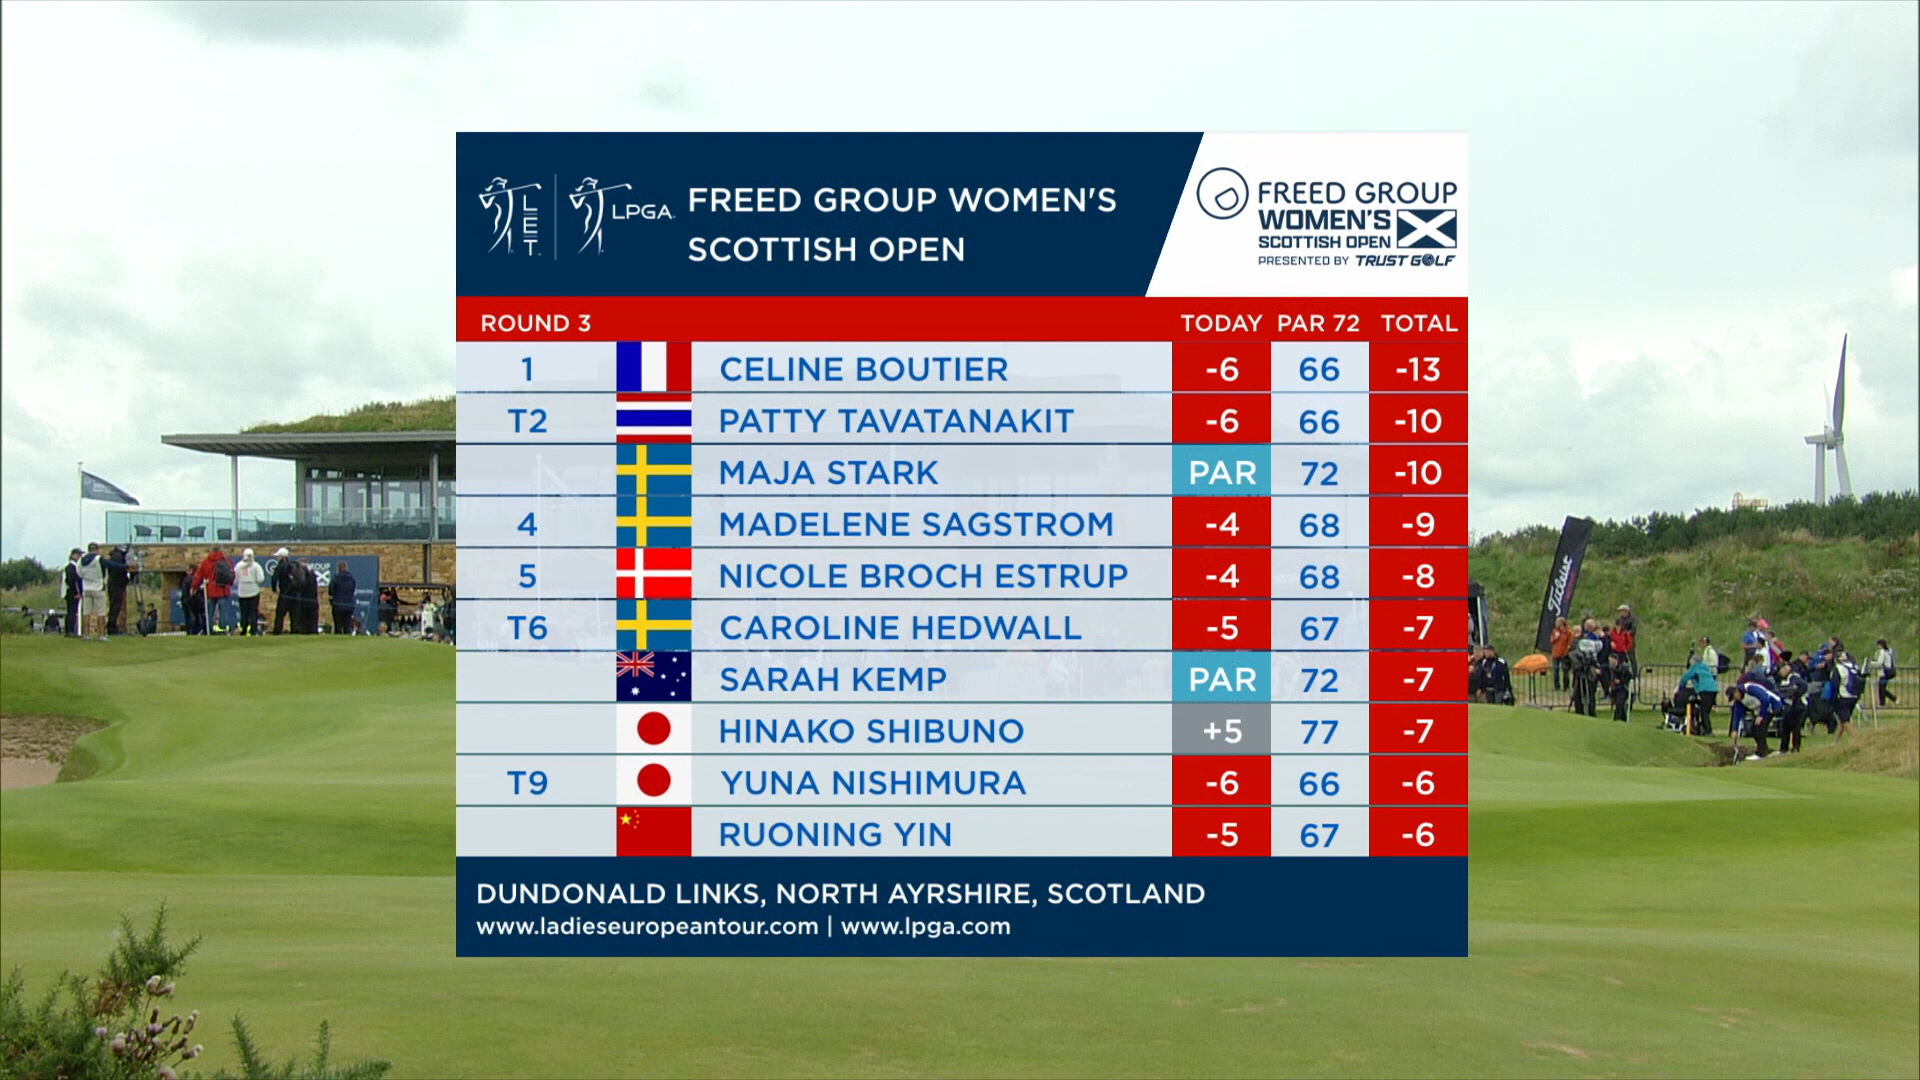 LET
LPGA
FREED GROUP WOMEN'S
SCOTTISH OPEN
FREED GROUP
WOMEN'S
SCOTTISH OPEN
PRESENTED BY TRUST GOLF
ROUND 3 TODAY PAR 72 TOTAL
1 CELINE BOUTIER -6 66 -13
T2 PATTY TAVATANAKIT -6 66 -10
MAJA STARK PAR 72 -10
4 MADELENE SAGSTROM -4 68 -9
5 NICOLE BROCH ESTRUP -4 68 -8
T6 CAROLINE HEDWALL -5 67 -7
SARAH KEMP PAR 72 -7
HINAKO SHIBUNO +5 77 -7
T9 YUNA NISHIMURA -6 66 -6
RUONING YIN -5 67 -6
DUNDONALD LINKS, NORTH AYRSHIRE, SCOTLAND
www.ladieseuropeantour.com | www.lpga.com
Titleist